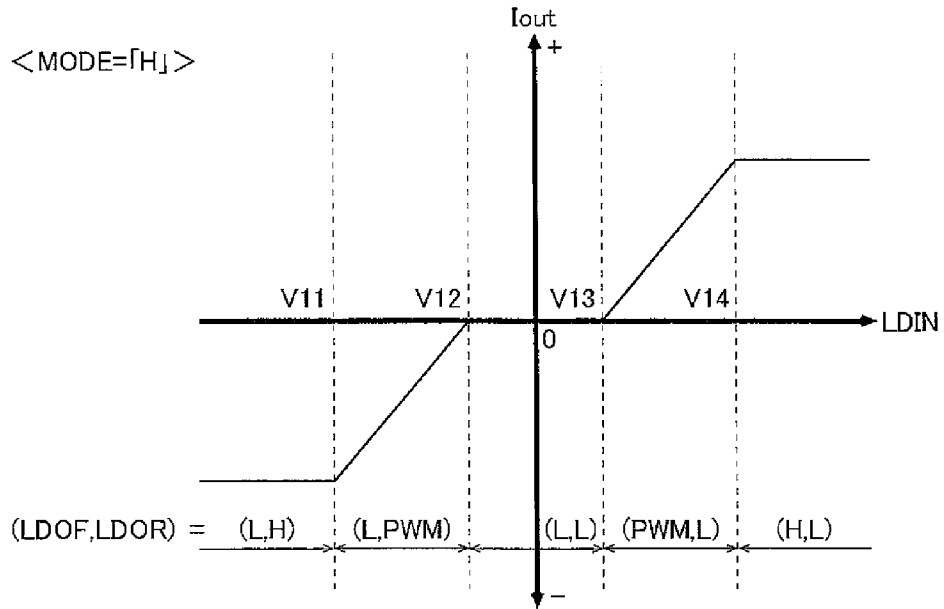 Iout
+
<MODE=「H」>
V11 V12 V13 V14
LDIN
0
(LDOF,LDOR) = (L,H) (L,PWM) (L,L) (PWM,L) (H,L)
−